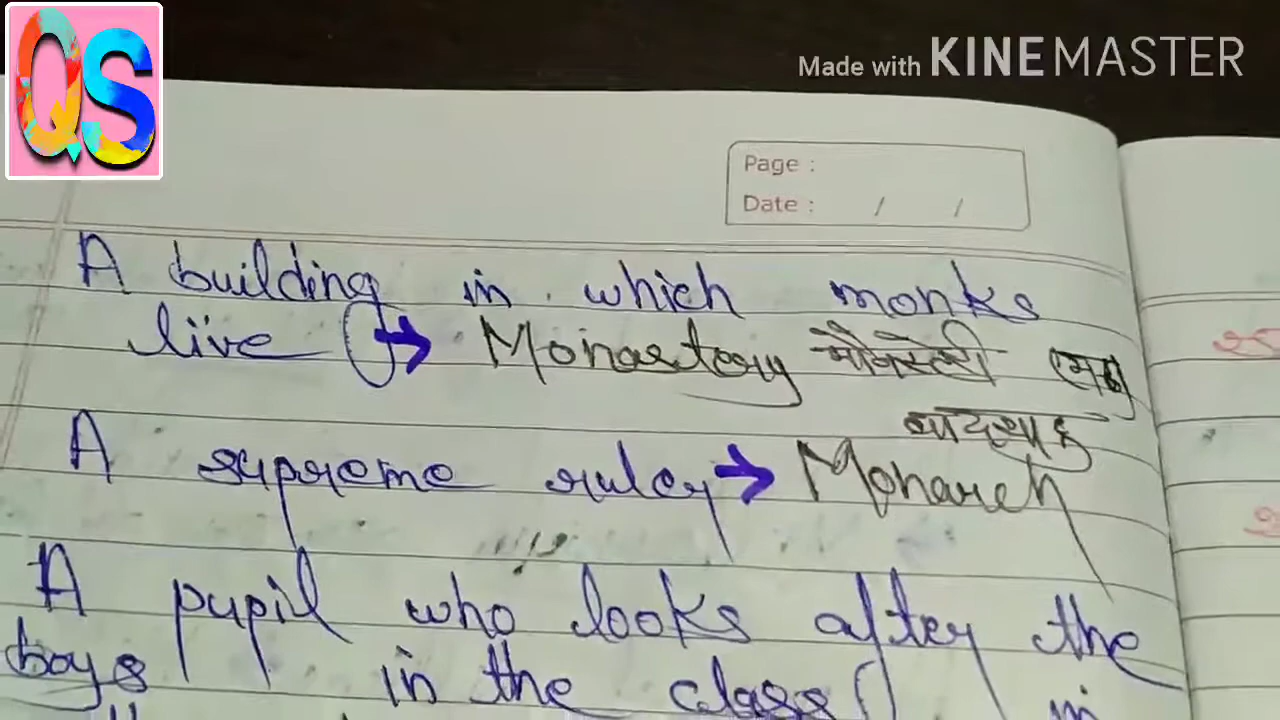 QS
Made with KINEMASTER
Page :
Date : / /
A building in which monks
live → Monastory
बादशाह
A supreme ruler → Monarch
A pupil who looks after the
boys in the class